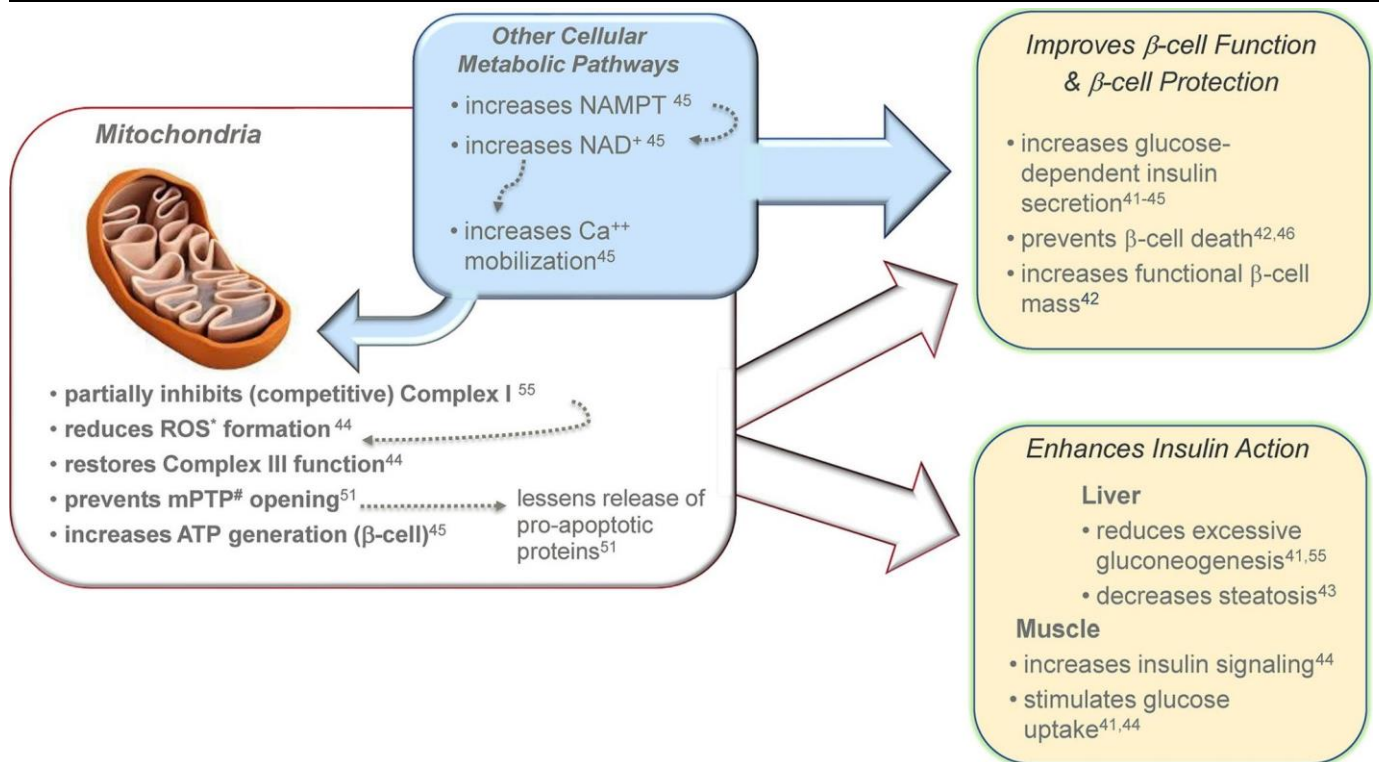 Other Cellular
Metabolic Pathways
• increases NAMPT 45
• increases NAD+ 45
• increases Ca++
mobilization45
Mitochondria
• partially inhibits (competitive) Complex I 55
• reduces ROS* formation 44
• restores Complex III function44
• prevents mPTP# opening51
• increases ATP generation (β-cell)45
lessens release of
pro-apoptotic
proteins51
Improves β-cell Function
& β-cell Protection
• increases glucose-
dependent insulin
secretion41-45
• prevents β-cell death42,46
• increases functional β-cell
mass42
Enhances Insulin Action
Liver
• reduces excessive
gluconeogenesis41,55
• decreases steatosis43
Muscle
• increases insulin signaling44
• stimulates glucose
uptake41,44